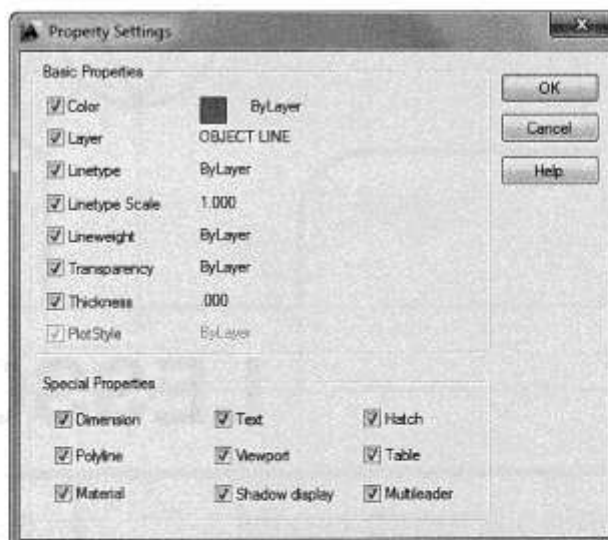 Property Settings
Basic Properties
OK
Color ByLayer
Cancel
Layer OBJECT LINE
Linetype ByLayer
Help
Linetype Scale 1.000
Lineweight ByLayer
Transparency ByLayer
Thickness .000
PlotStyle ByLayer
Special Properties
Dimension Text Hatch
Polyline Viewport Table
Material Shadow display Multileader